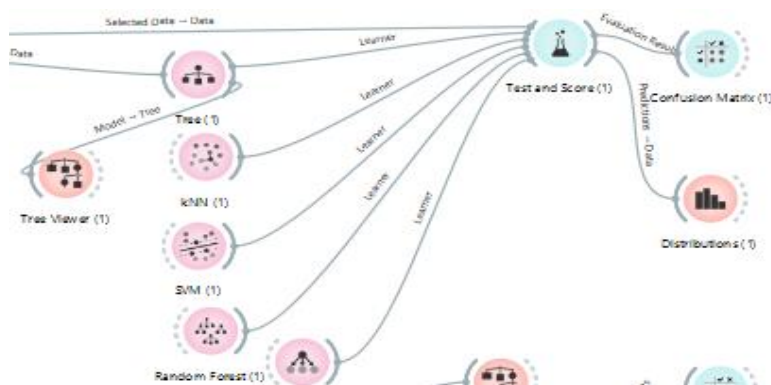 Selected Data → Data
Data
Learner
Evaluation Results
Test and Score (1)
Confusion Matrix (1)
Tree (1)
Learner
Model → Tree
Predictions → Data
Learner
kNN (1)
Learner
Learner
Tree Viewer (1)
Distributions (1)
SVM (1)
Random Forest (1)